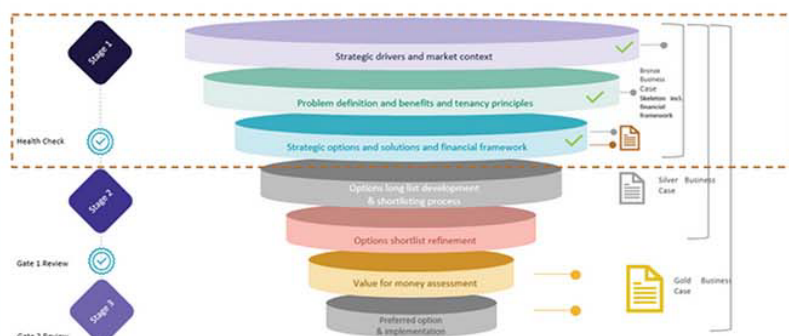 Stage 1
Strategic drivers and market context
Bronze
Business
Case
Skeleton incl.
financial
framework
Problem definition and benefits and tenancy principles
Health Check
Strategic options and solutions and financial framework
Stage 2
Options long list development
& shortlisting process
Silver Business
Case
Options shortlist refinement
Gate 1 Review
Value for money assessment
Gold Business
Case
Stage 3
Preferred option
& implementation
Gate 2 Review